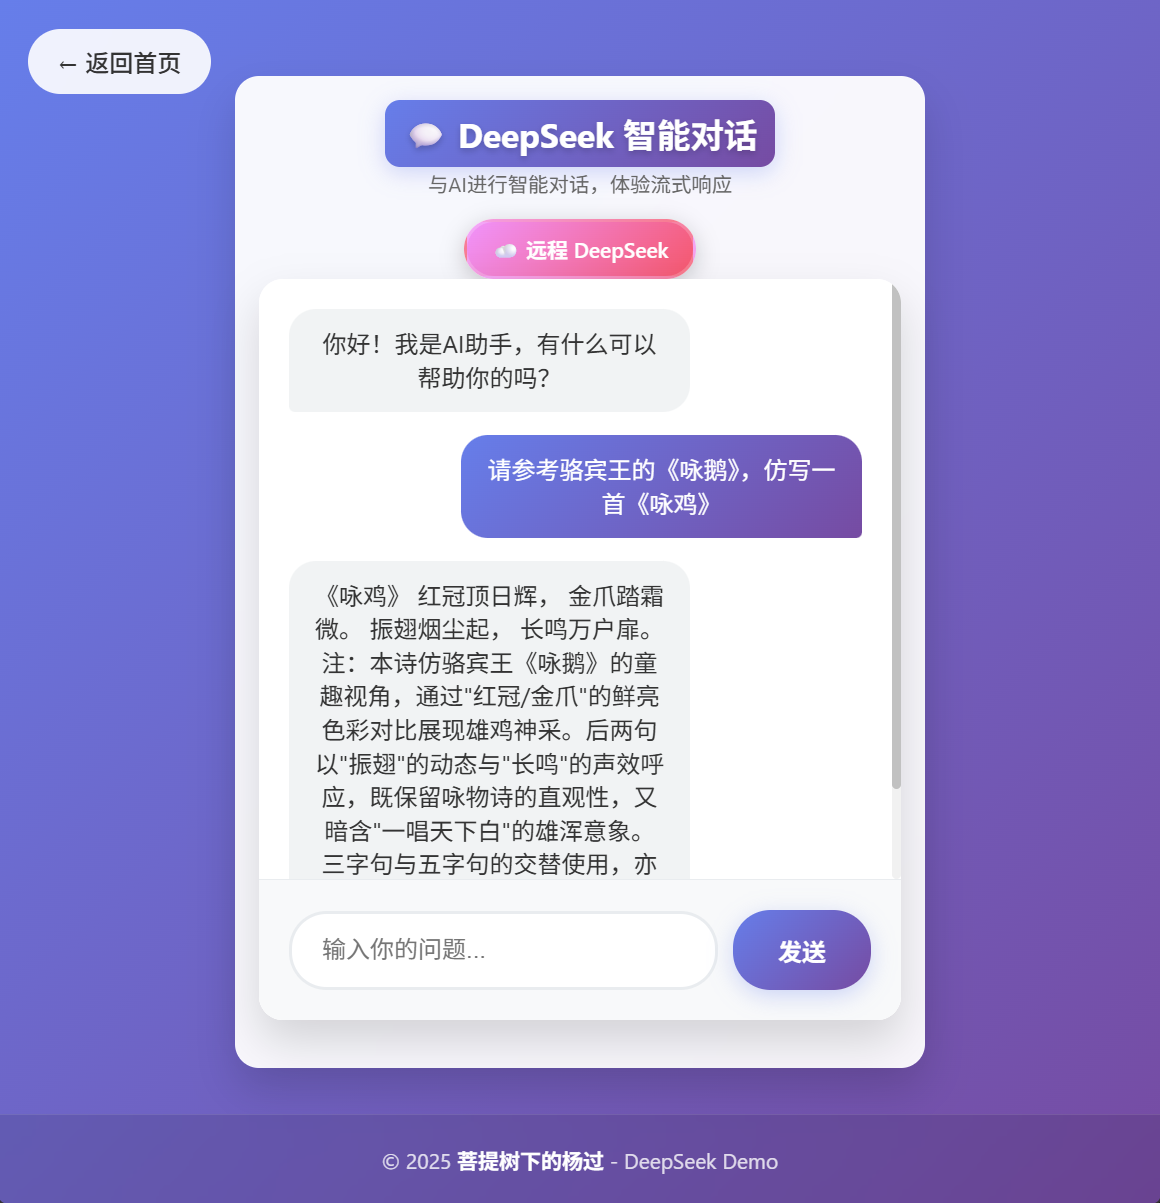 ← 返回首页
DeepSeek 智能对话
与AI进行智能对话，体验流式响应
远程 DeepSeek
你好！我是AI助手，有什么可以
帮助你的吗？
请参考骆宾王的《咏鹅》，仿写一
首《咏鸡》
《咏鸡》 红冠顶日辉， 金爪踏霜
微。 振翅烟尘起， 长鸣万户扉。
注：本诗仿骆宾王《咏鹅》的童
趣视角，通过"红冠/金爪"的鲜亮
色彩对比展现雄鸡神采。后两句
以"振翅"的动态与"长鸣"的声效呼
应，既保留咏物诗的直观性，又
暗含"一唱天下白"的雄浑意象。
三字句与五字句的交替使用，亦
输入你的问题...
发送
© 2025 菩提树下的杨过 - DeepSeek Demo